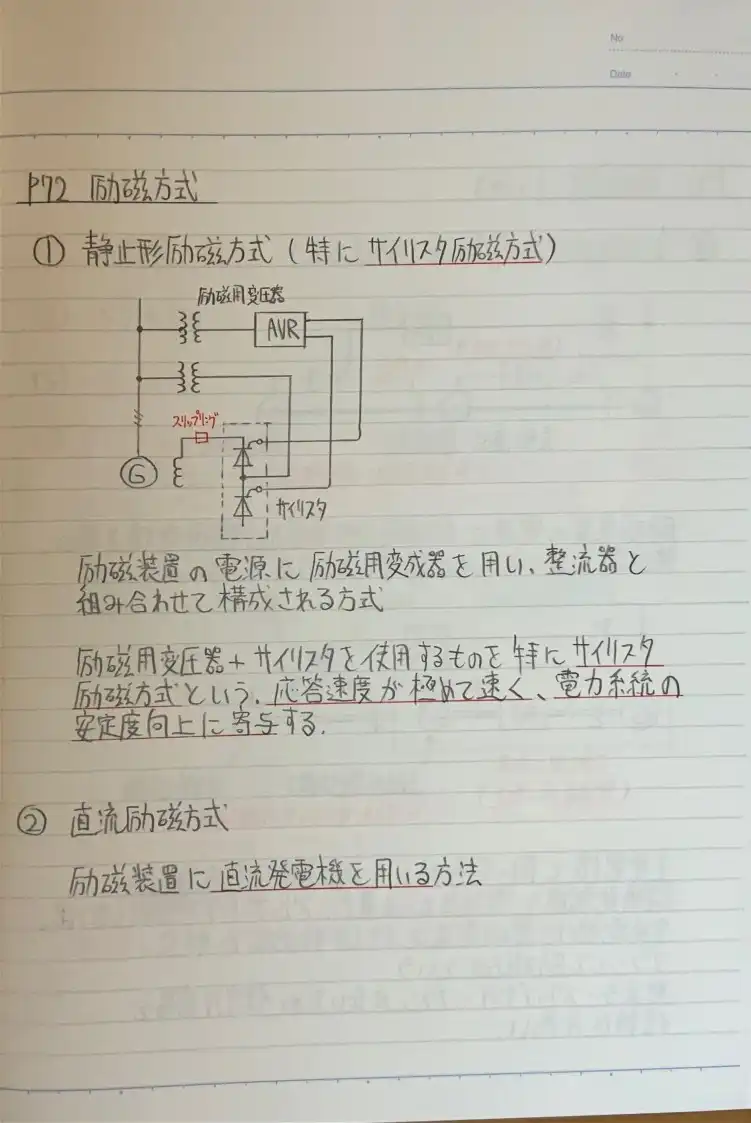 No
Date
P72 励磁方式
① 静止形励磁方式（特に サイリスタ励磁方式）
励磁用変圧器
AVR
スリップリング
G
サイリスタ
励磁装置の電源に励磁用変成器を用い、整流器と
組み合わせて構成される方式
励磁用変圧器＋サイリスタを使用するものを特にサイリスタ
励磁方式という。応答速度が極めて速く、電力系統の
安定度向上に寄与する。
② 直流励磁方式
励磁装置に直流発電機を用いる方法